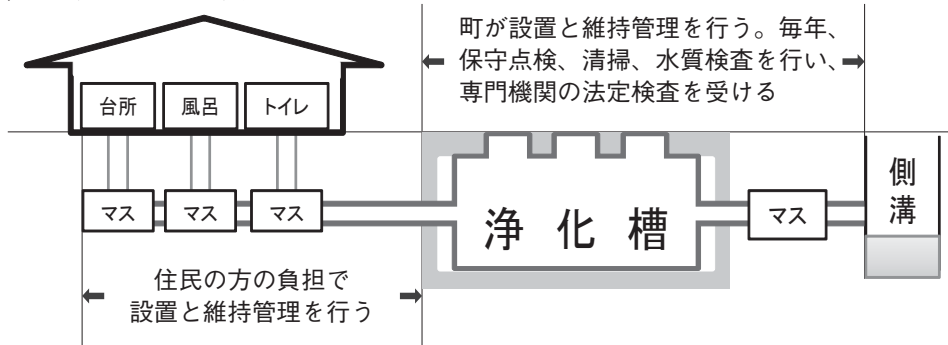 町が設置と維持管理を行う。毎年、
保守点検、清掃、水質検査を行い、
専門機関の法定検査を受ける
台所
風呂
トイレ
マス
マス
マス
浄化槽
マス
側溝
住民の方の負担で
設置と維持管理を行う